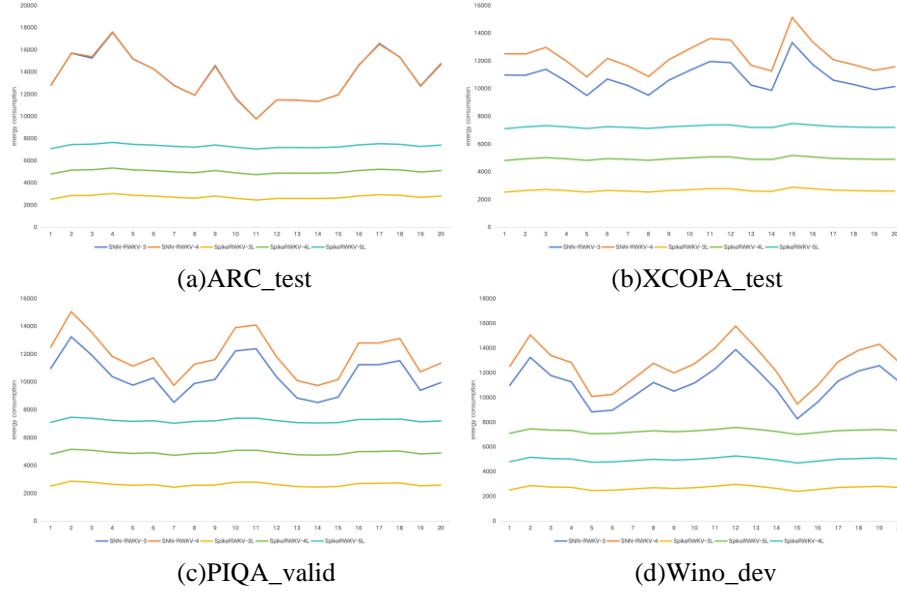 20000
18000
16000
14000
12000
10000
8000
6000
4000
2000
0
energy consumption
1 2 3 4 5 6 7 8 9 10 11 12 13 14 15 16 17 18 19 20
SNN-RWKV-3 SNN-RWKV-4 SpikeRWKV-3L SpikeRWKV-4L SpikeRWKV-5L
(a)ARC_test
16000
14000
12000
10000
8000
6000
4000
2000
0
energy consumption
1 2 3 4 5 6 7 8 9 10 11 12 13 14 15 16 17 18 19 20
SNN-RWKV-3 SNN-RWKV-4 SpikeRWKV-3L SpikeRWKV-4L SpikeRWKV-5L
(b)XCOPA_test
16000
14000
12000
10000
8000
6000
4000
2000
0
energy consumption
1 2 3 4 5 6 7 8 9 10 11 12 13 14 15 16 17 18 19 20
SNN-RWKV-3 SNN-RWKV-4 SpikeRWKV-3L SpikeRWKV-4L SpikeRWKV-5L
(c)PIQA_valid
18000
16000
14000
12000
10000
8000
6000
4000
2000
0
energy consumption
1 2 3 4 5 6 7 8 9 10 11 12 13 14 15 16 17 18 19
SNN-RWKV-3 SNN-RWKV-4 SpikeRWKV-3L SpikeRWKV-5L SpikeRWKV-4L
(d)Wino_dev